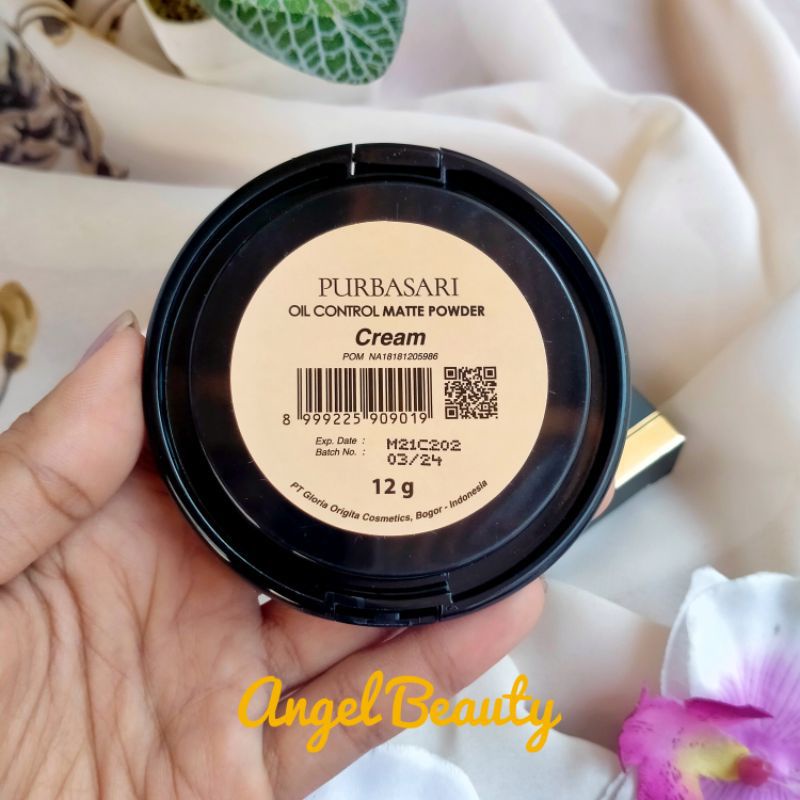 PURBASARI
OIL CONTROL MATTE POWDER
Cream
POM NA18181205986
8 999225 909019
Exp. Date : M21C202
Batch No. : 03/24
12 g
PT Gloria Origita Cosmetics, Bogor - Indonesia
Angel Beauty